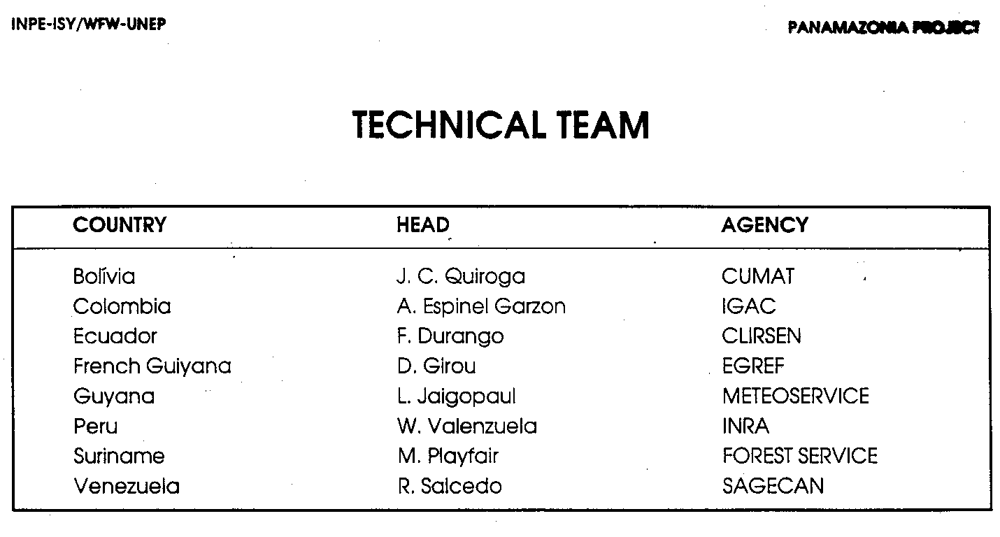 INPE-ISY/WFW-UNEP PANAMAZONIA PROJECT
TECHNICAL TEAM
COUNTRY HEAD AGENCY
Bolívia J. C. Quiroga CUMAT
Colombia A. Espinel Garzon IGAC
Ecuador F. Durango CLIRSEN
French Guiyana D. Girou EGREF
Guyana L. Jaigopaul METEOSERVICE
Peru W. Valenzuela INRA
Suriname M. Playfair FOREST SERVICE
Venezuela R. Salcedo SAGECAN